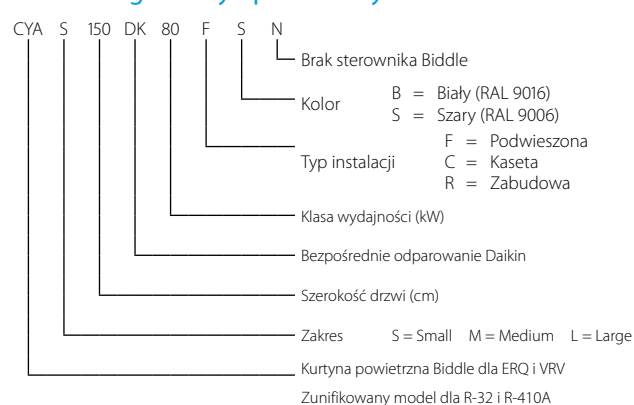 CYA S 150 DK 80 F S N
Brak sterownika Biddle
Kolor
B = Biały (RAL 9016)
S = Szary (RAL 9006)
Typ instalacji
F = Podwieszona
C = Kaseta
R = Zabudowa
Klasa wydajności (kW)
Bezpośrednie odparowanie Daikin
Szerokość drzwi (cm)
Zakres S = Small M = Medium L = Large
Kurtyna powietrzna Biddle dla ERQ i VRV
Zunifikowany model dla R-32 i R-410A